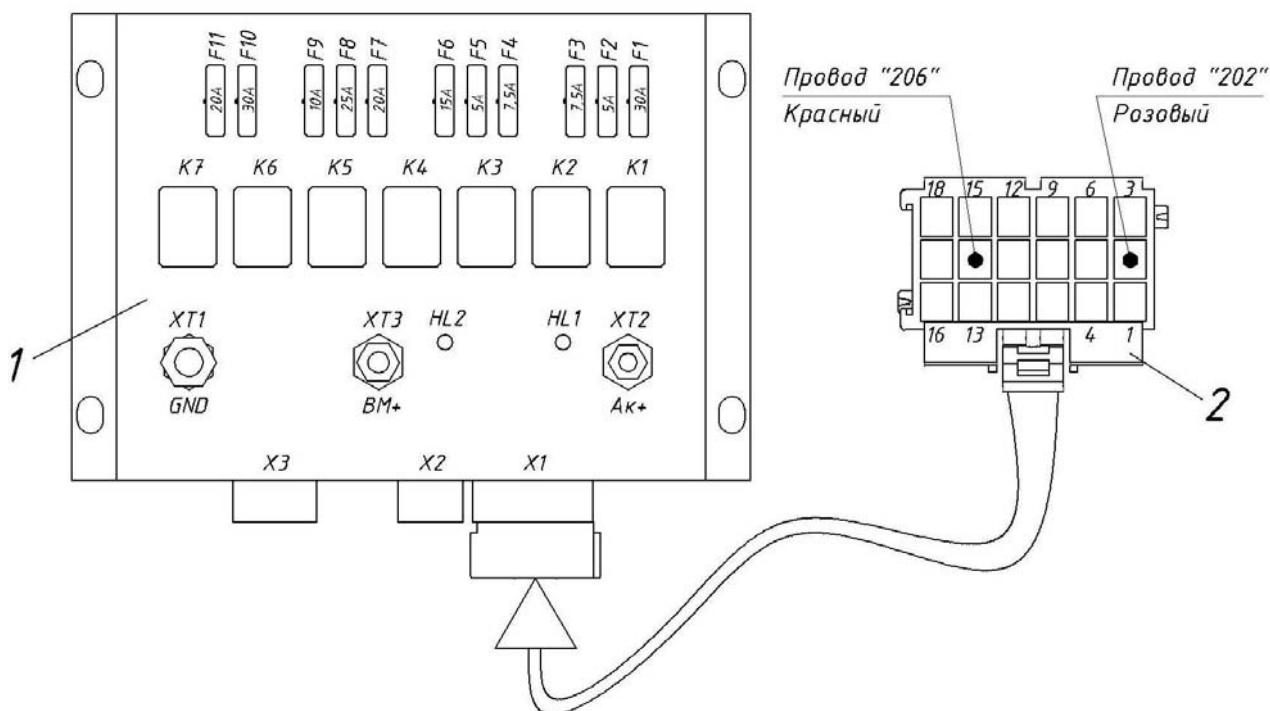 F11 F10 F9 F8 F7 F6 F5 F4 F3 F2 F1
20A 30A 10A 25A 20A 15A 5A 7,5A 7,5A 5A 30A
K7 K6 K5 K4 K3 K2 K1
XT1 XT3 HL2 HL1 XT2
GND ВМ+ Ак+
X3 X2 X1
1
Провод "206"
Красный
Провод "202"
Розовый
18 15 12 9 6 3
16 13 4 1
2